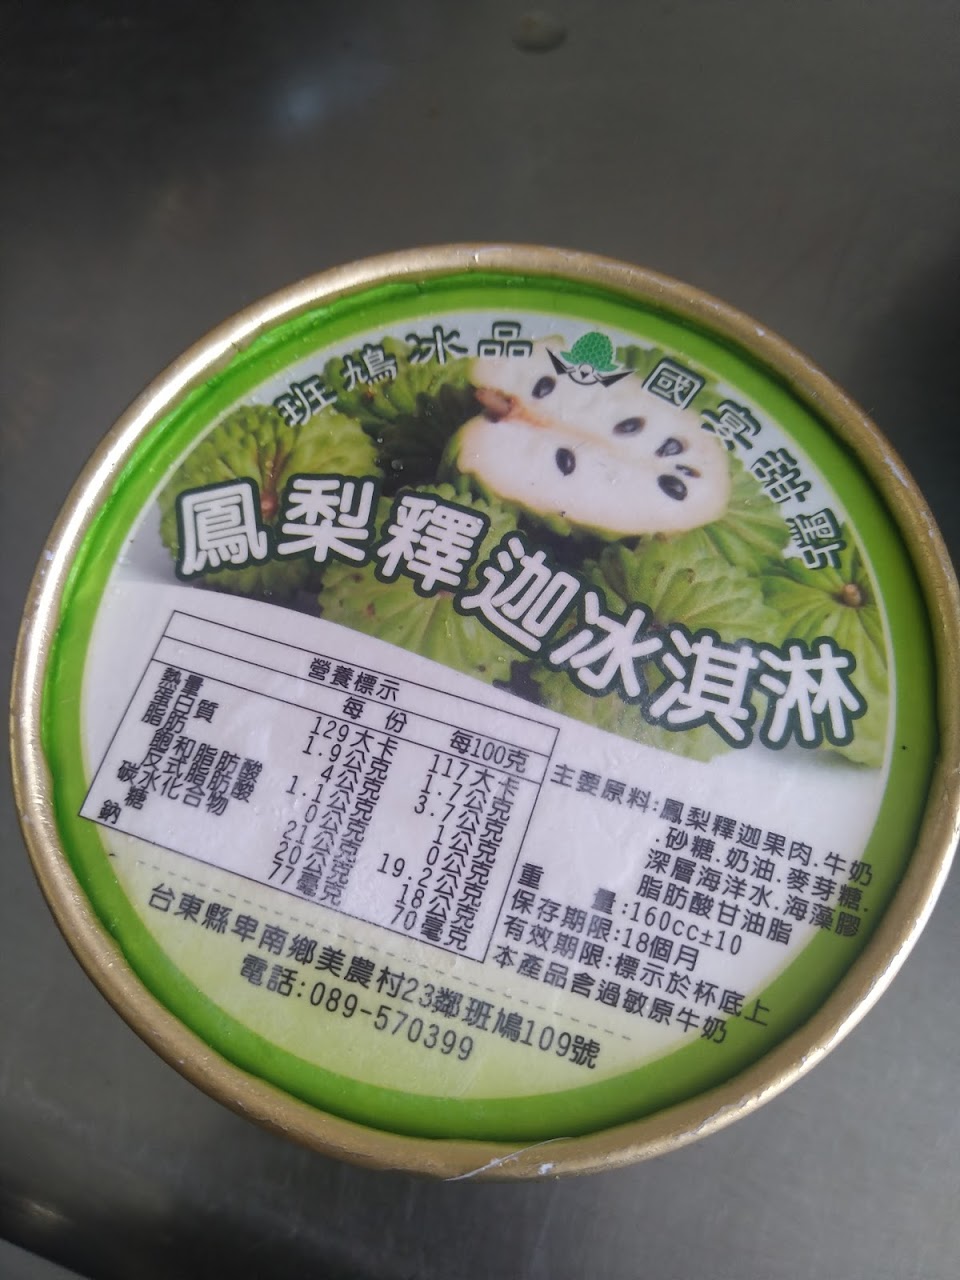 班鳩冰品
鳳梨釋迦冰淇淋
營養標示
每 份 每100克
熱量 129大卡 117大卡
蛋白質 1.9公克 1.7公克
脂肪 4公克 3.7公克
飽和脂肪酸 1.1公克 1公克
反式脂肪酸 0公克 0公克
碳水化合物 21公克 19.2公克
糖 20公克 18公克
鈉 77毫克 70毫克
主要原料:鳳梨釋迦果肉.牛奶
.砂糖.奶油.麥芽糖.
深層海洋水.海藻膠
脂肪酸甘油脂
重 量:160cc±10
保存期限:18個月
有效期限:標示於杯底上
本產品含過敏原牛奶
台東縣卑南鄉美農村23鄰班鳩109號
電話:089-570399